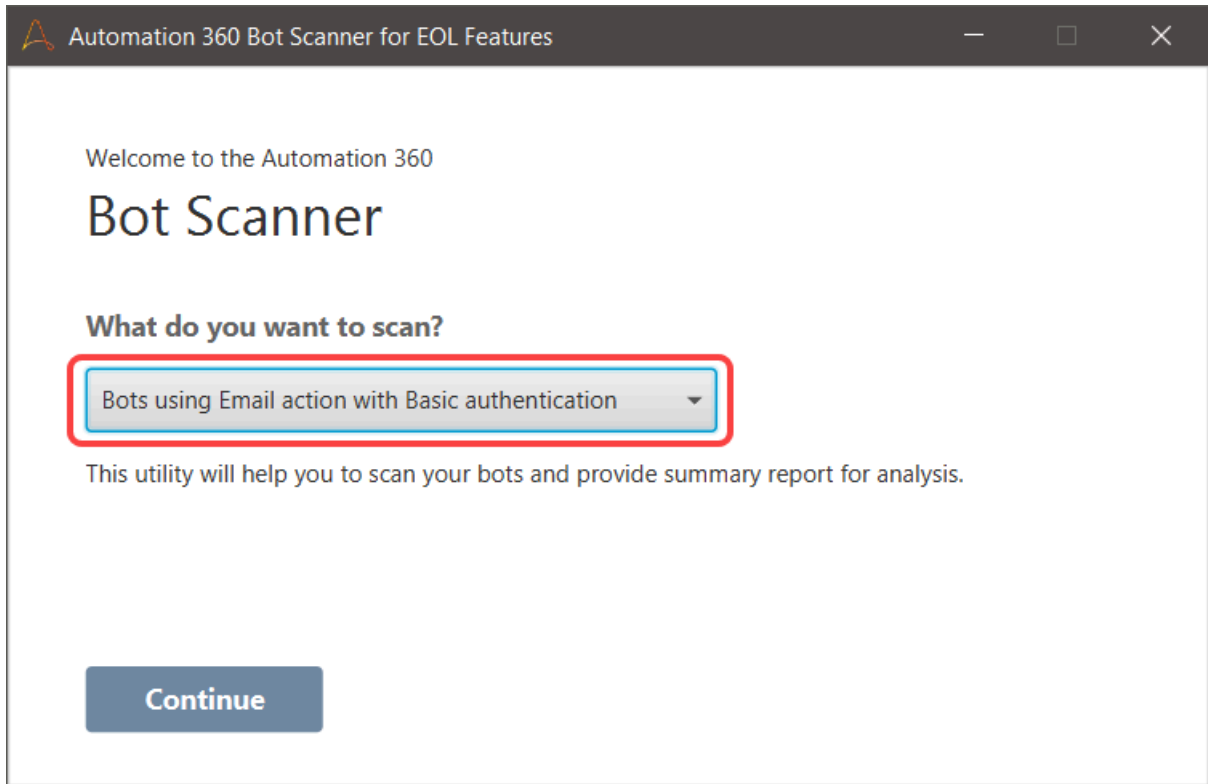 Automation 360 Bot Scanner for EOL Features
Welcome to the Automation 360
Bot Scanner
What do you want to scan?
Bots using Email action with Basic authentication
This utility will help you to scan your bots and provide summary report for analysis.
Continue